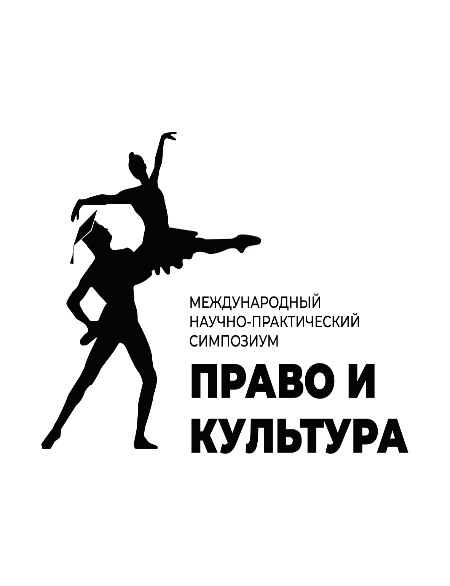 МЕЖДУНАРОДНЫЙ
НАУЧНО-ПРАКТИЧЕСКИЙ
СИМПОЗИУМ
ПРАВО И
КУЛЬТУРА